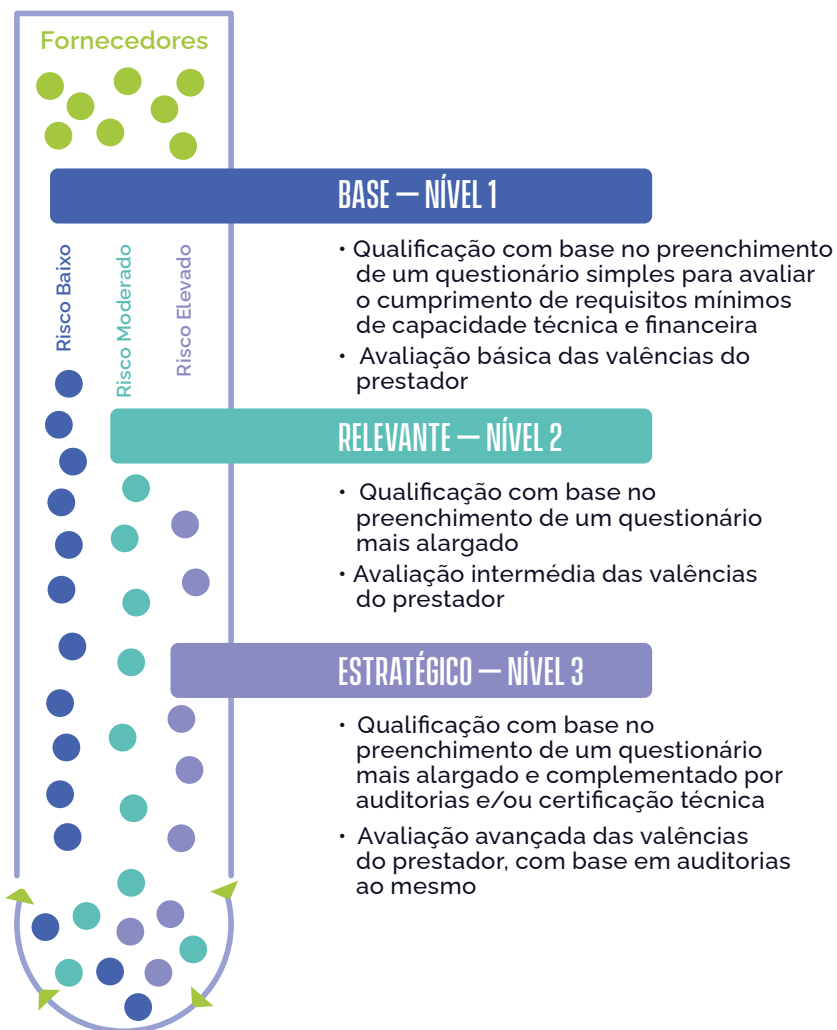 Fornecedores
BASE — NÍVEL 1
Risco Baixo
Risco Moderado
Risco Elevado
• Qualificação com base no preenchimento
de um questionário simples para avaliar
o cumprimento de requisitos mínimos
de capacidade técnica e financeira
• Avaliação básica das valências do
prestador
RELEVANTE — NÍVEL 2
• Qualificação com base no
preenchimento de um questionário
mais alargado
• Avaliação intermédia das valências
do prestador
ESTRATÉGICO — NÍVEL 3
• Qualificação com base no
preenchimento de um questionário
mais alargado e complementado por
auditorias e/ou certificação técnica
• Avaliação avançada das valências
do prestador, com base em auditorias
ao mesmo